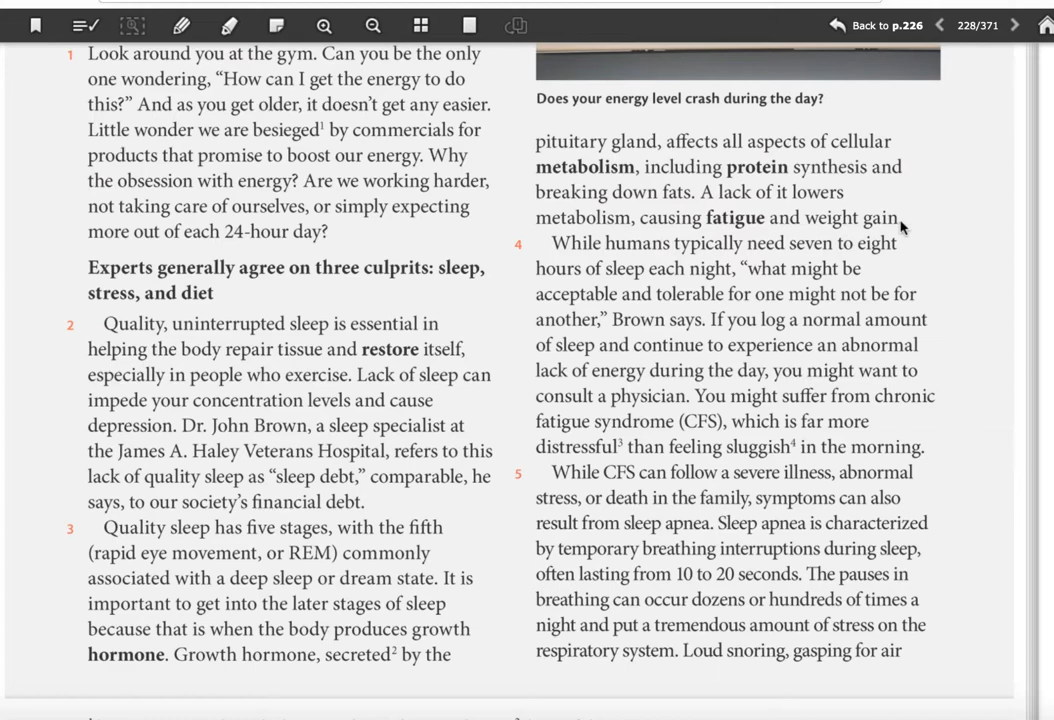 Back to p.226 228/371
1 Look around you at the gym. Can you be the only
one wondering, “How can I get the energy to do
this?” And as you get older, it doesn’t get any easier.
Little wonder we are besieged¹ by commercials for
products that promise to boost our energy. Why
the obsession with energy? Are we working harder,
not taking care of ourselves, or simply expecting
more out of each 24-hour day?
Experts generally agree on three culprits: sleep,
stress, and diet
2 Quality, uninterrupted sleep is essential in
helping the body repair tissue and restore itself,
especially in people who exercise. Lack of sleep can
impede your concentration levels and cause
depression. Dr. John Brown, a sleep specialist at
the James A. Haley Veterans Hospital, refers to this
lack of quality sleep as “sleep debt,” comparable, he
says, to our society’s financial debt.
3 Quality sleep has five stages, with the fifth
(rapid eye movement, or REM) commonly
associated with a deep sleep or dream state. It is
important to get into the later stages of sleep
because that is when the body produces growth
hormone. Growth hormone, secreted² by the
Does your energy level crash during the day?
pituitary gland, affects all aspects of cellular
metabolism, including protein synthesis and
breaking down fats. A lack of it lowers
metabolism, causing fatigue and weight gain.
4 While humans typically need seven to eight
hours of sleep each night, “what might be
acceptable and tolerable for one might not be for
another,” Brown says. If you log a normal amount
of sleep and continue to experience an abnormal
lack of energy during the day, you might want to
consult a physician. You might suffer from chronic
fatigue syndrome (CFS), which is far more
distressful³ than feeling sluggish⁴ in the morning.
5 While CFS can follow a severe illness, abnormal
stress, or death in the family, symptoms can also
result from sleep apnea. Sleep apnea is characterized
by temporary breathing interruptions during sleep,
often lasting from 10 to 20 seconds. The pauses in
breathing can occur dozens or hundreds of times a
night and put a tremendous amount of stress on the
respiratory system. Loud snoring, gasping for air